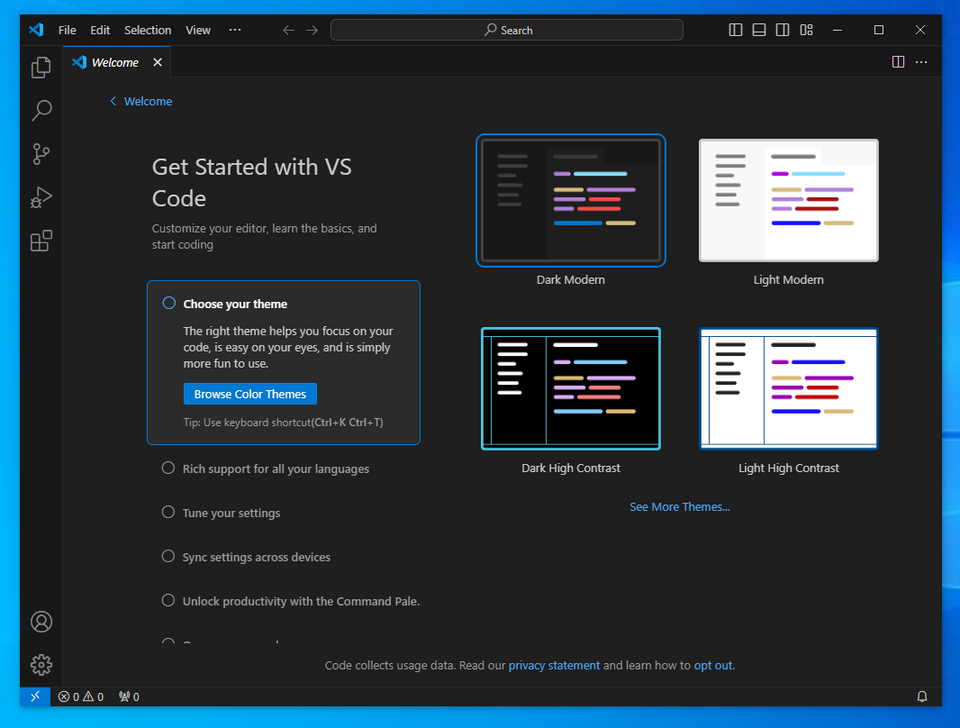 File Edit Selection View ··· Search
Welcome
Welcome
Get Started with VS
Code
Customize your editor, learn the basics, and
start coding
Choose your theme
The right theme helps you focus on your
code, is easy on your eyes, and is simply
more fun to use.
Browse Color Themes
Tip: Use keyboard shortcut(Ctrl+K Ctrl+T)
Rich support for all your languages
Tune your settings
Sync settings across devices
Unlock productivity with the Command Pale.
Dark Modern
Light Modern
Dark High Contrast
Light High Contrast
See More Themes...
Code collects usage data. Read our privacy statement and learn how to opt out.
0 0 0